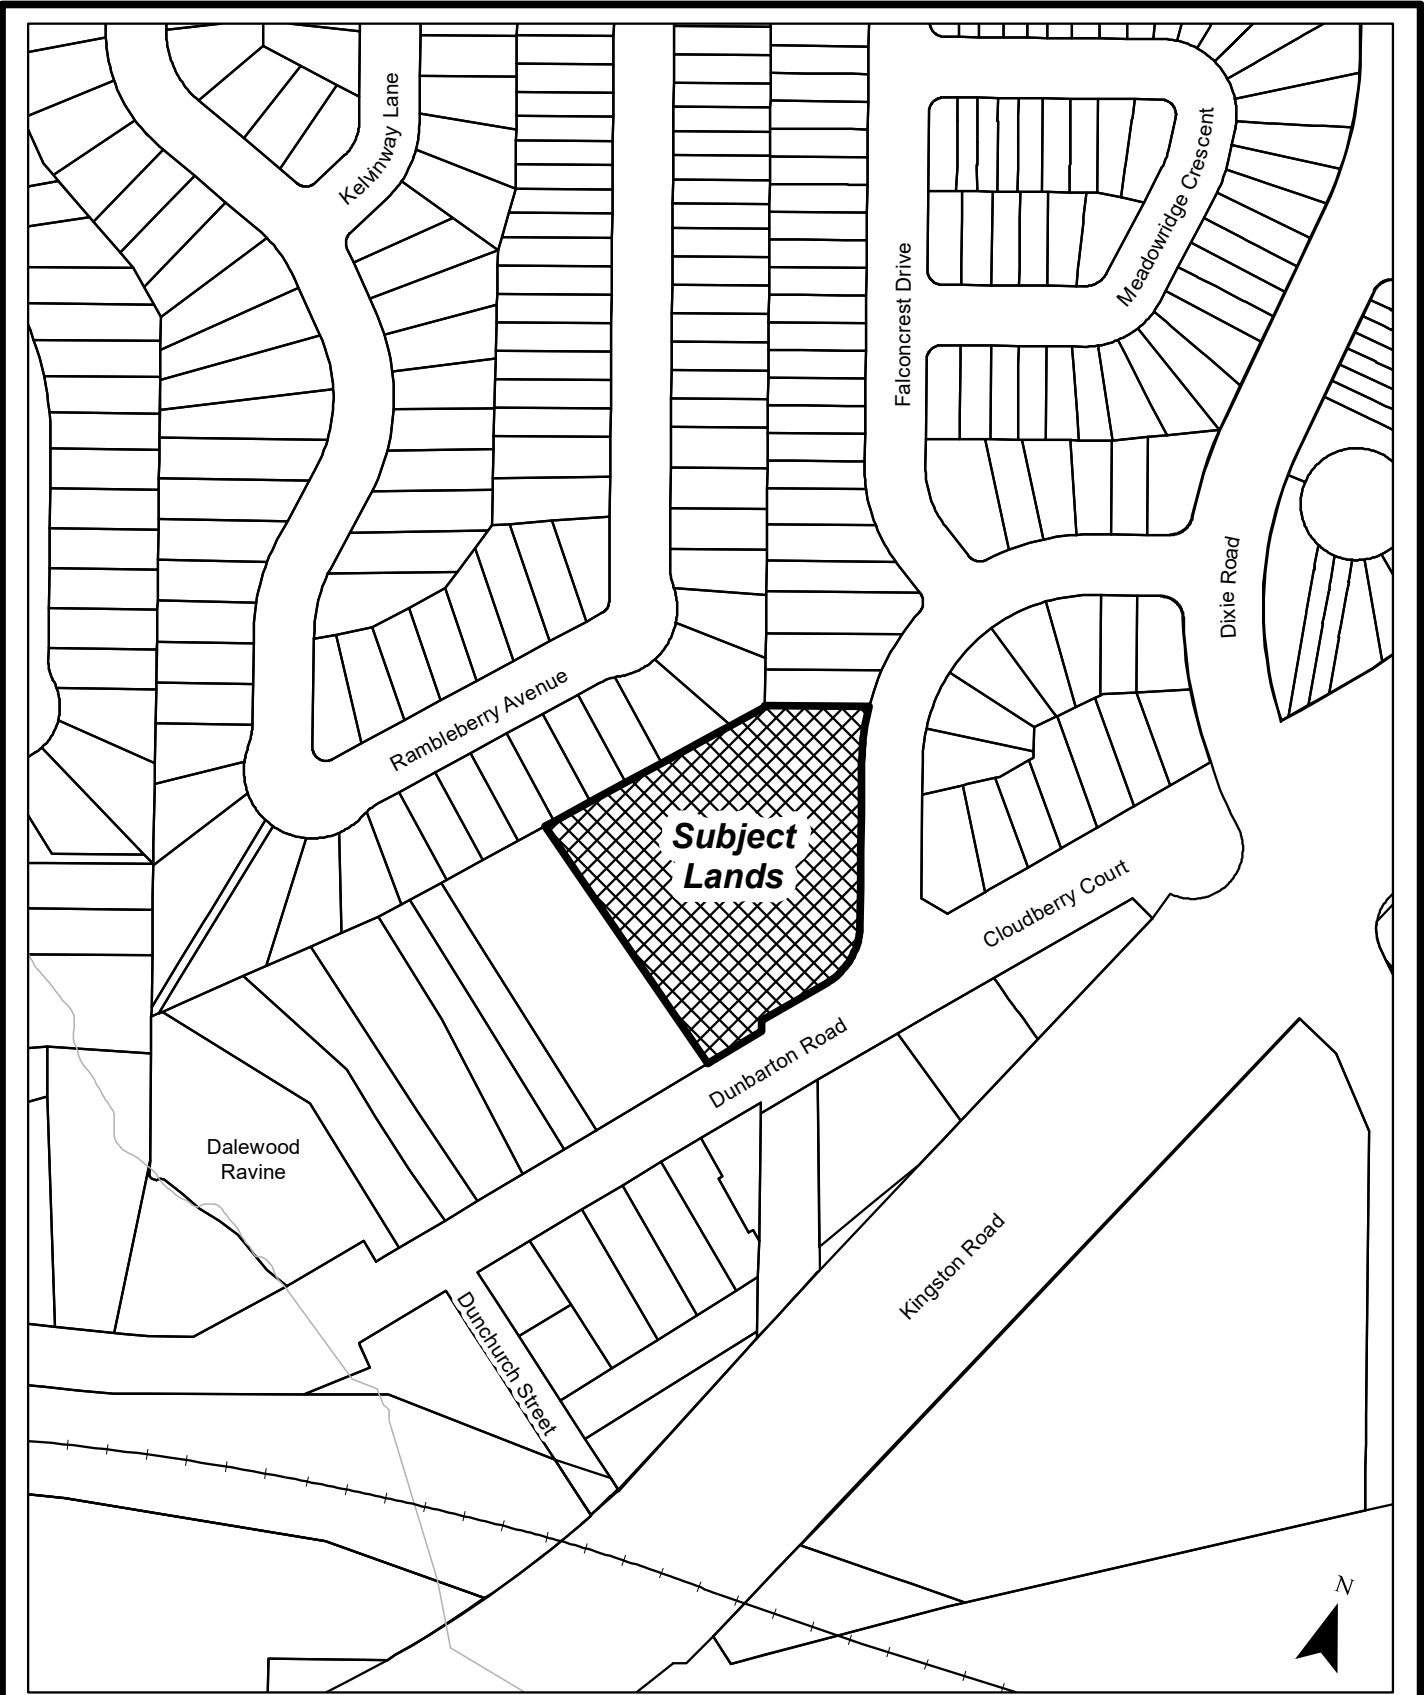 Kelvinway Lane
Meadowridge Crescent
Falconcrest Drive
Dixie Road
Rambleberry Avenue
Subject
Lands
Cloudberry Court
Dunbarton Road
Dalewood
Ravine
Kingston Road
Dunchurch Street
N